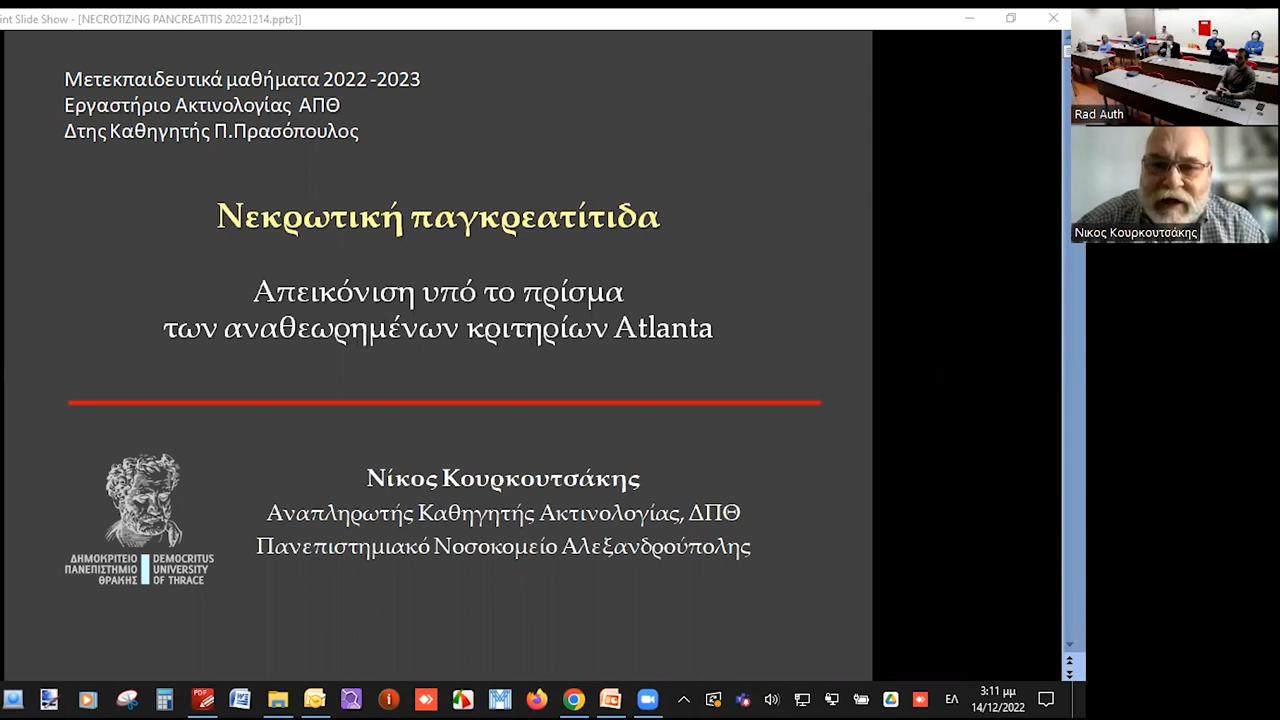 int Slide Show - [NECROTIZING PANCREATITIS 20221214.pptx]]
Μετεκπαιδευτικά μαθήματα 2022 -2023
Εργαστήριο Ακτινολογίας ΑΠΘ
Δτης Καθηγητής Π.Πρασόπουλος
Νεκρωτική παγκρεατίτιδα
Απεικόνιση υπό το πρίσμα
των αναθεωρημένων κριτηρίων Atlanta
Νίκος Κουρκουτσάκης
Αναπληρωτής Καθηγητής Ακτινολογίας, ΔΠΘ
Πανεπιστημιακό Νοσοκομείο Αλεξανδρούπολης
ΔΗΜΟΚΡΙΤΕΙΟ
ΠΑΝΕΠΙΣΤΗΜΙΟ
ΘΡΑΚΗΣ
DEMOCRITUS
UNIVERSITY
OF THRACE
Rad Auth
Νικος Κουρκουτσάκης
PDF
ΕΛ
3:11 μμ
14/12/2022